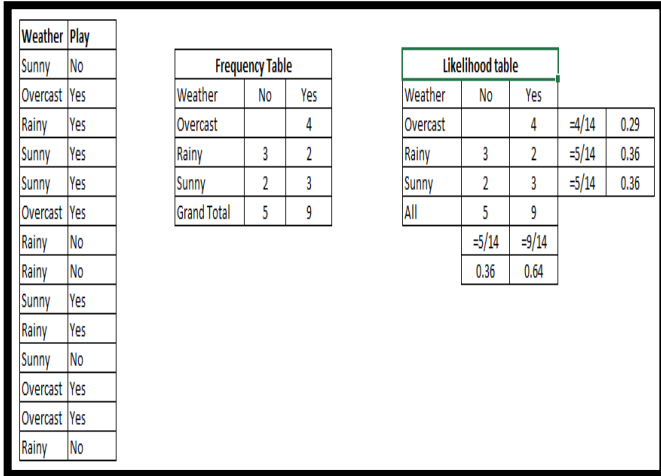 Weather Play
Sunny No
Overcast Yes
Rainy Yes
Sunny Yes
Sunny Yes
Overcast Yes
Rainy No
Rainy No
Sunny Yes
Rainy Yes
Sunny No
Overcast Yes
Overcast Yes
Rainy No
Frequency Table
Weather No Yes
Overcast 4
Rainy 3 2
Sunny 2 3
Grand Total 5 9
Likelihood table
Weather No Yes
Overcast 4 =4/14 0.29
Rainy 3 2 =5/14 0.36
Sunny 2 3 =5/14 0.36
All 5 9
=5/14 =9/14
0.36 0.64